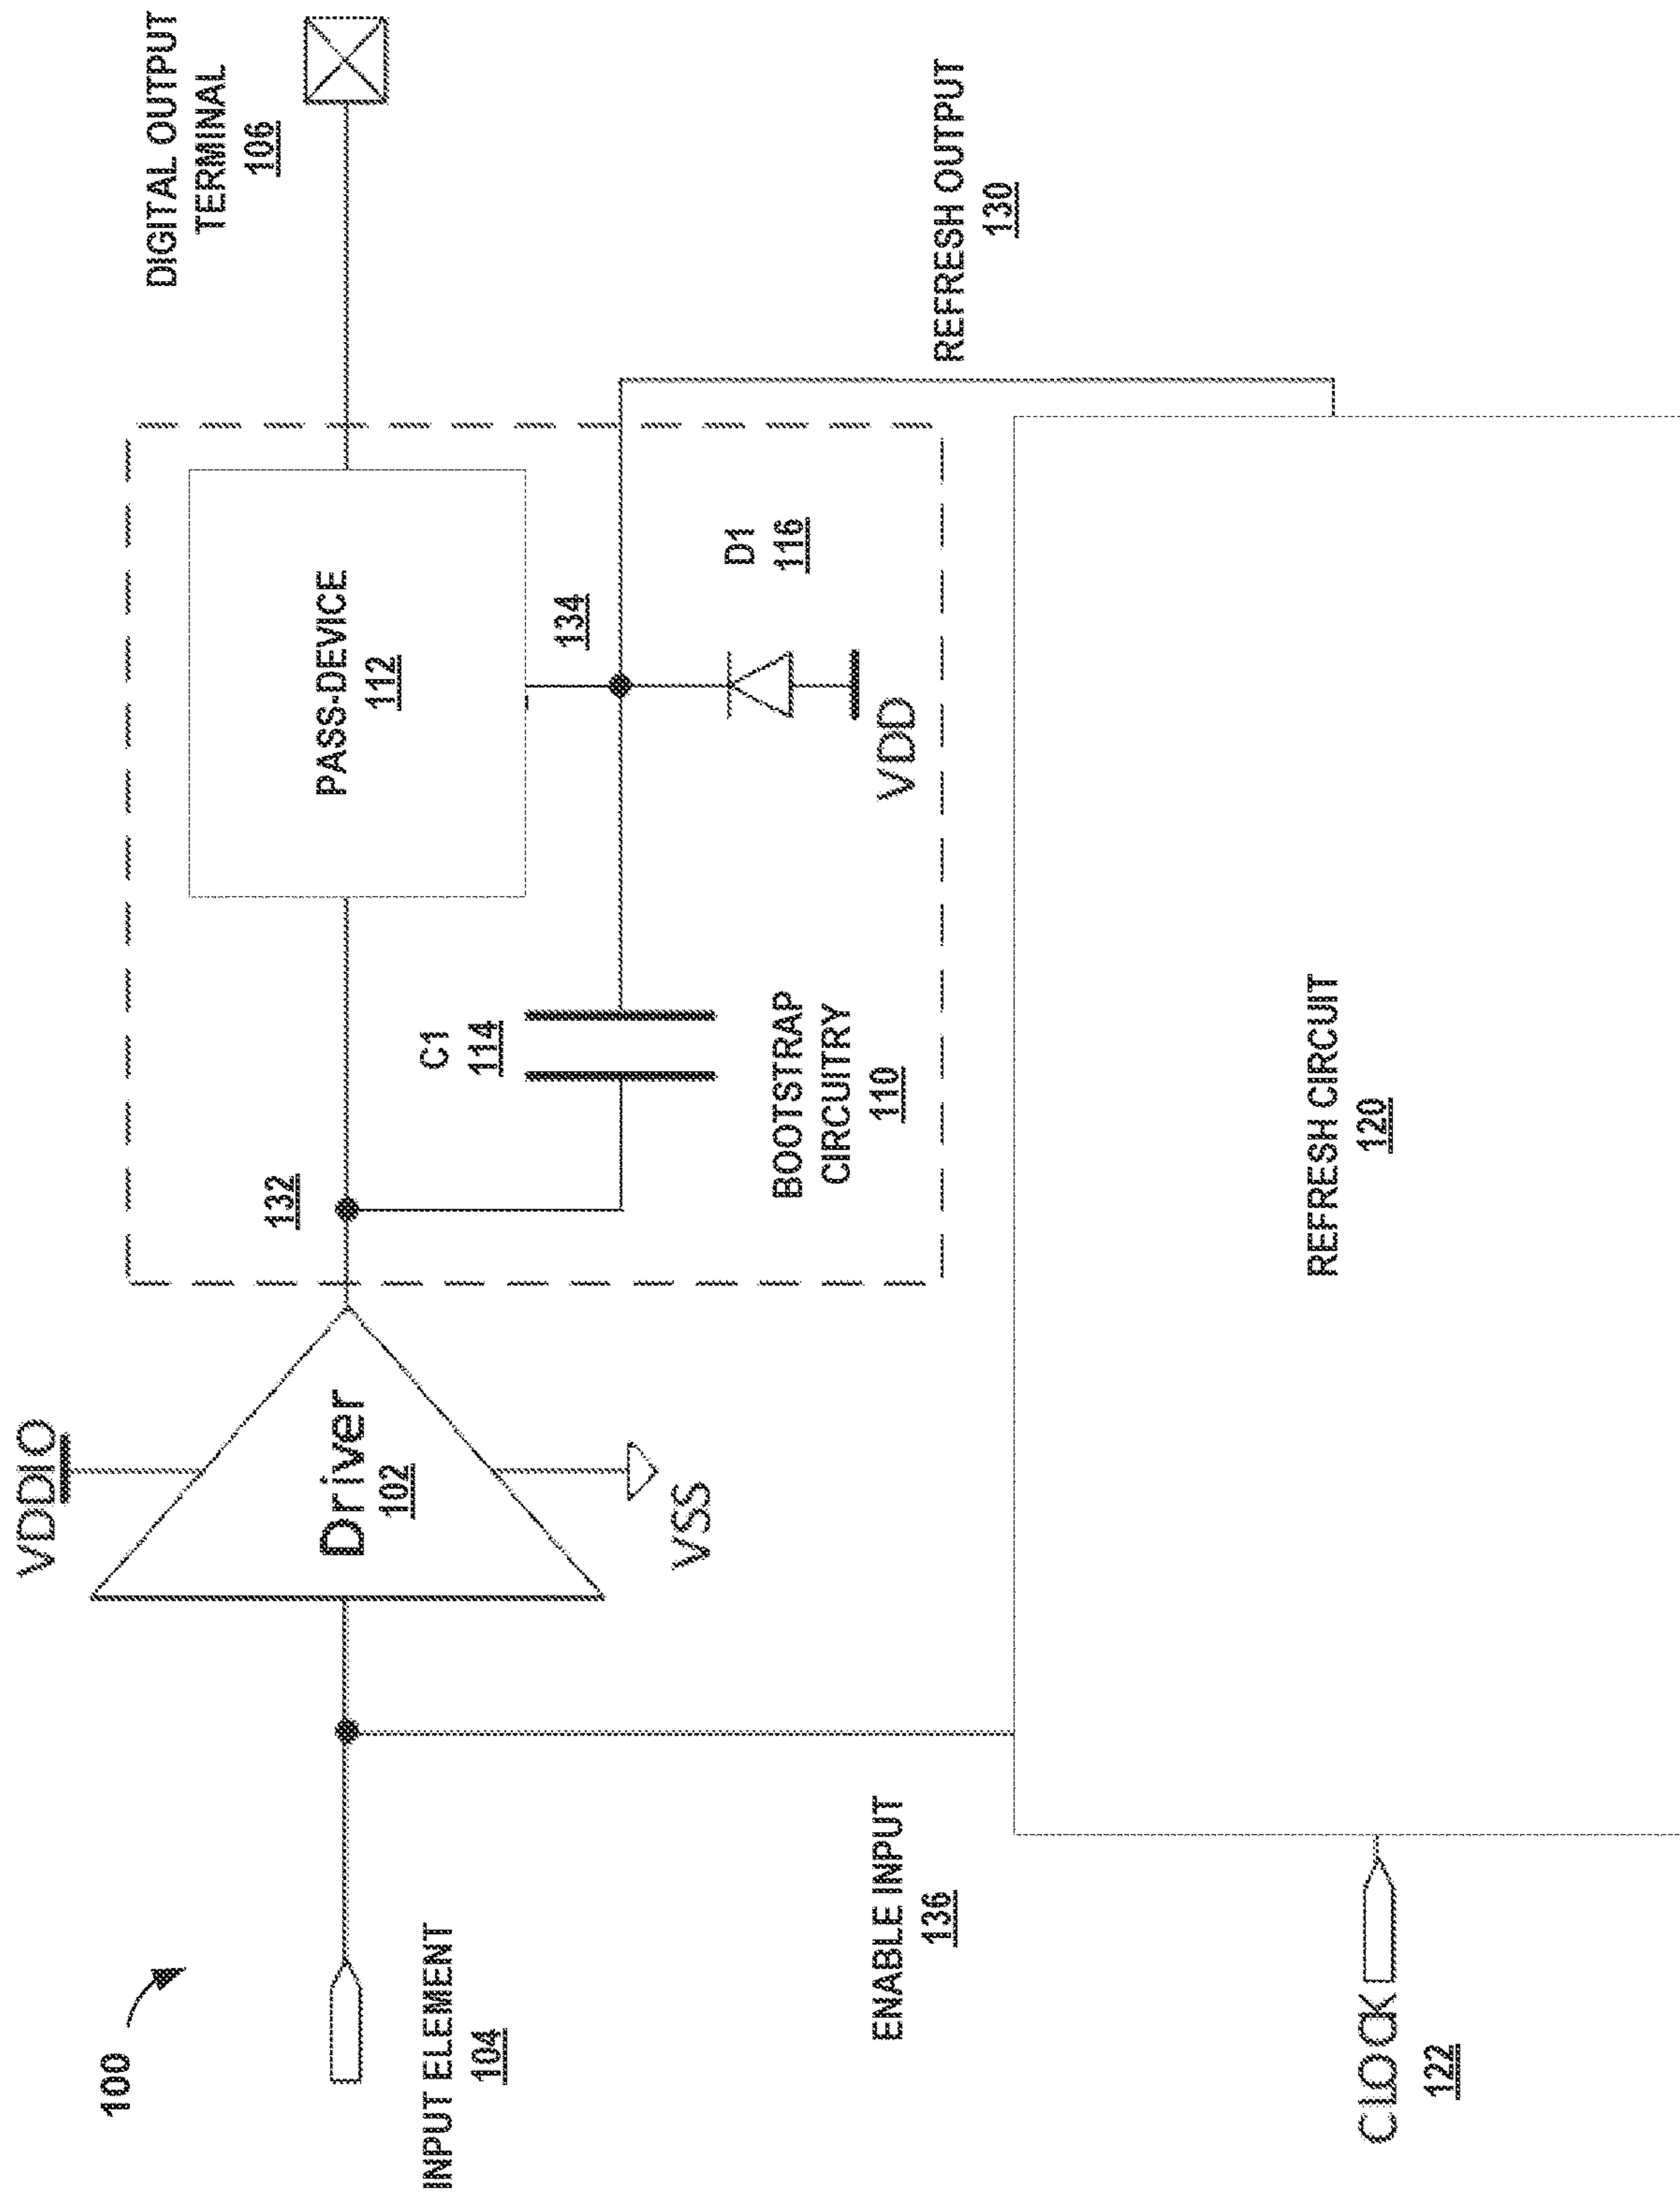 100
INPUT ELEMENT
104
VDDIO
Driver
102
VSS
132
C1
114
BOOTSTRAP
CIRCUITRY
110
PASS-DEVICE
112
134
D1
116
VDD
DIGITAL OUTPUT
TERMINAL
106
REFRESH OUTPUT
130
ENABLE INPUT
136
CLOCK
122
REFRESH CIRCUIT
120